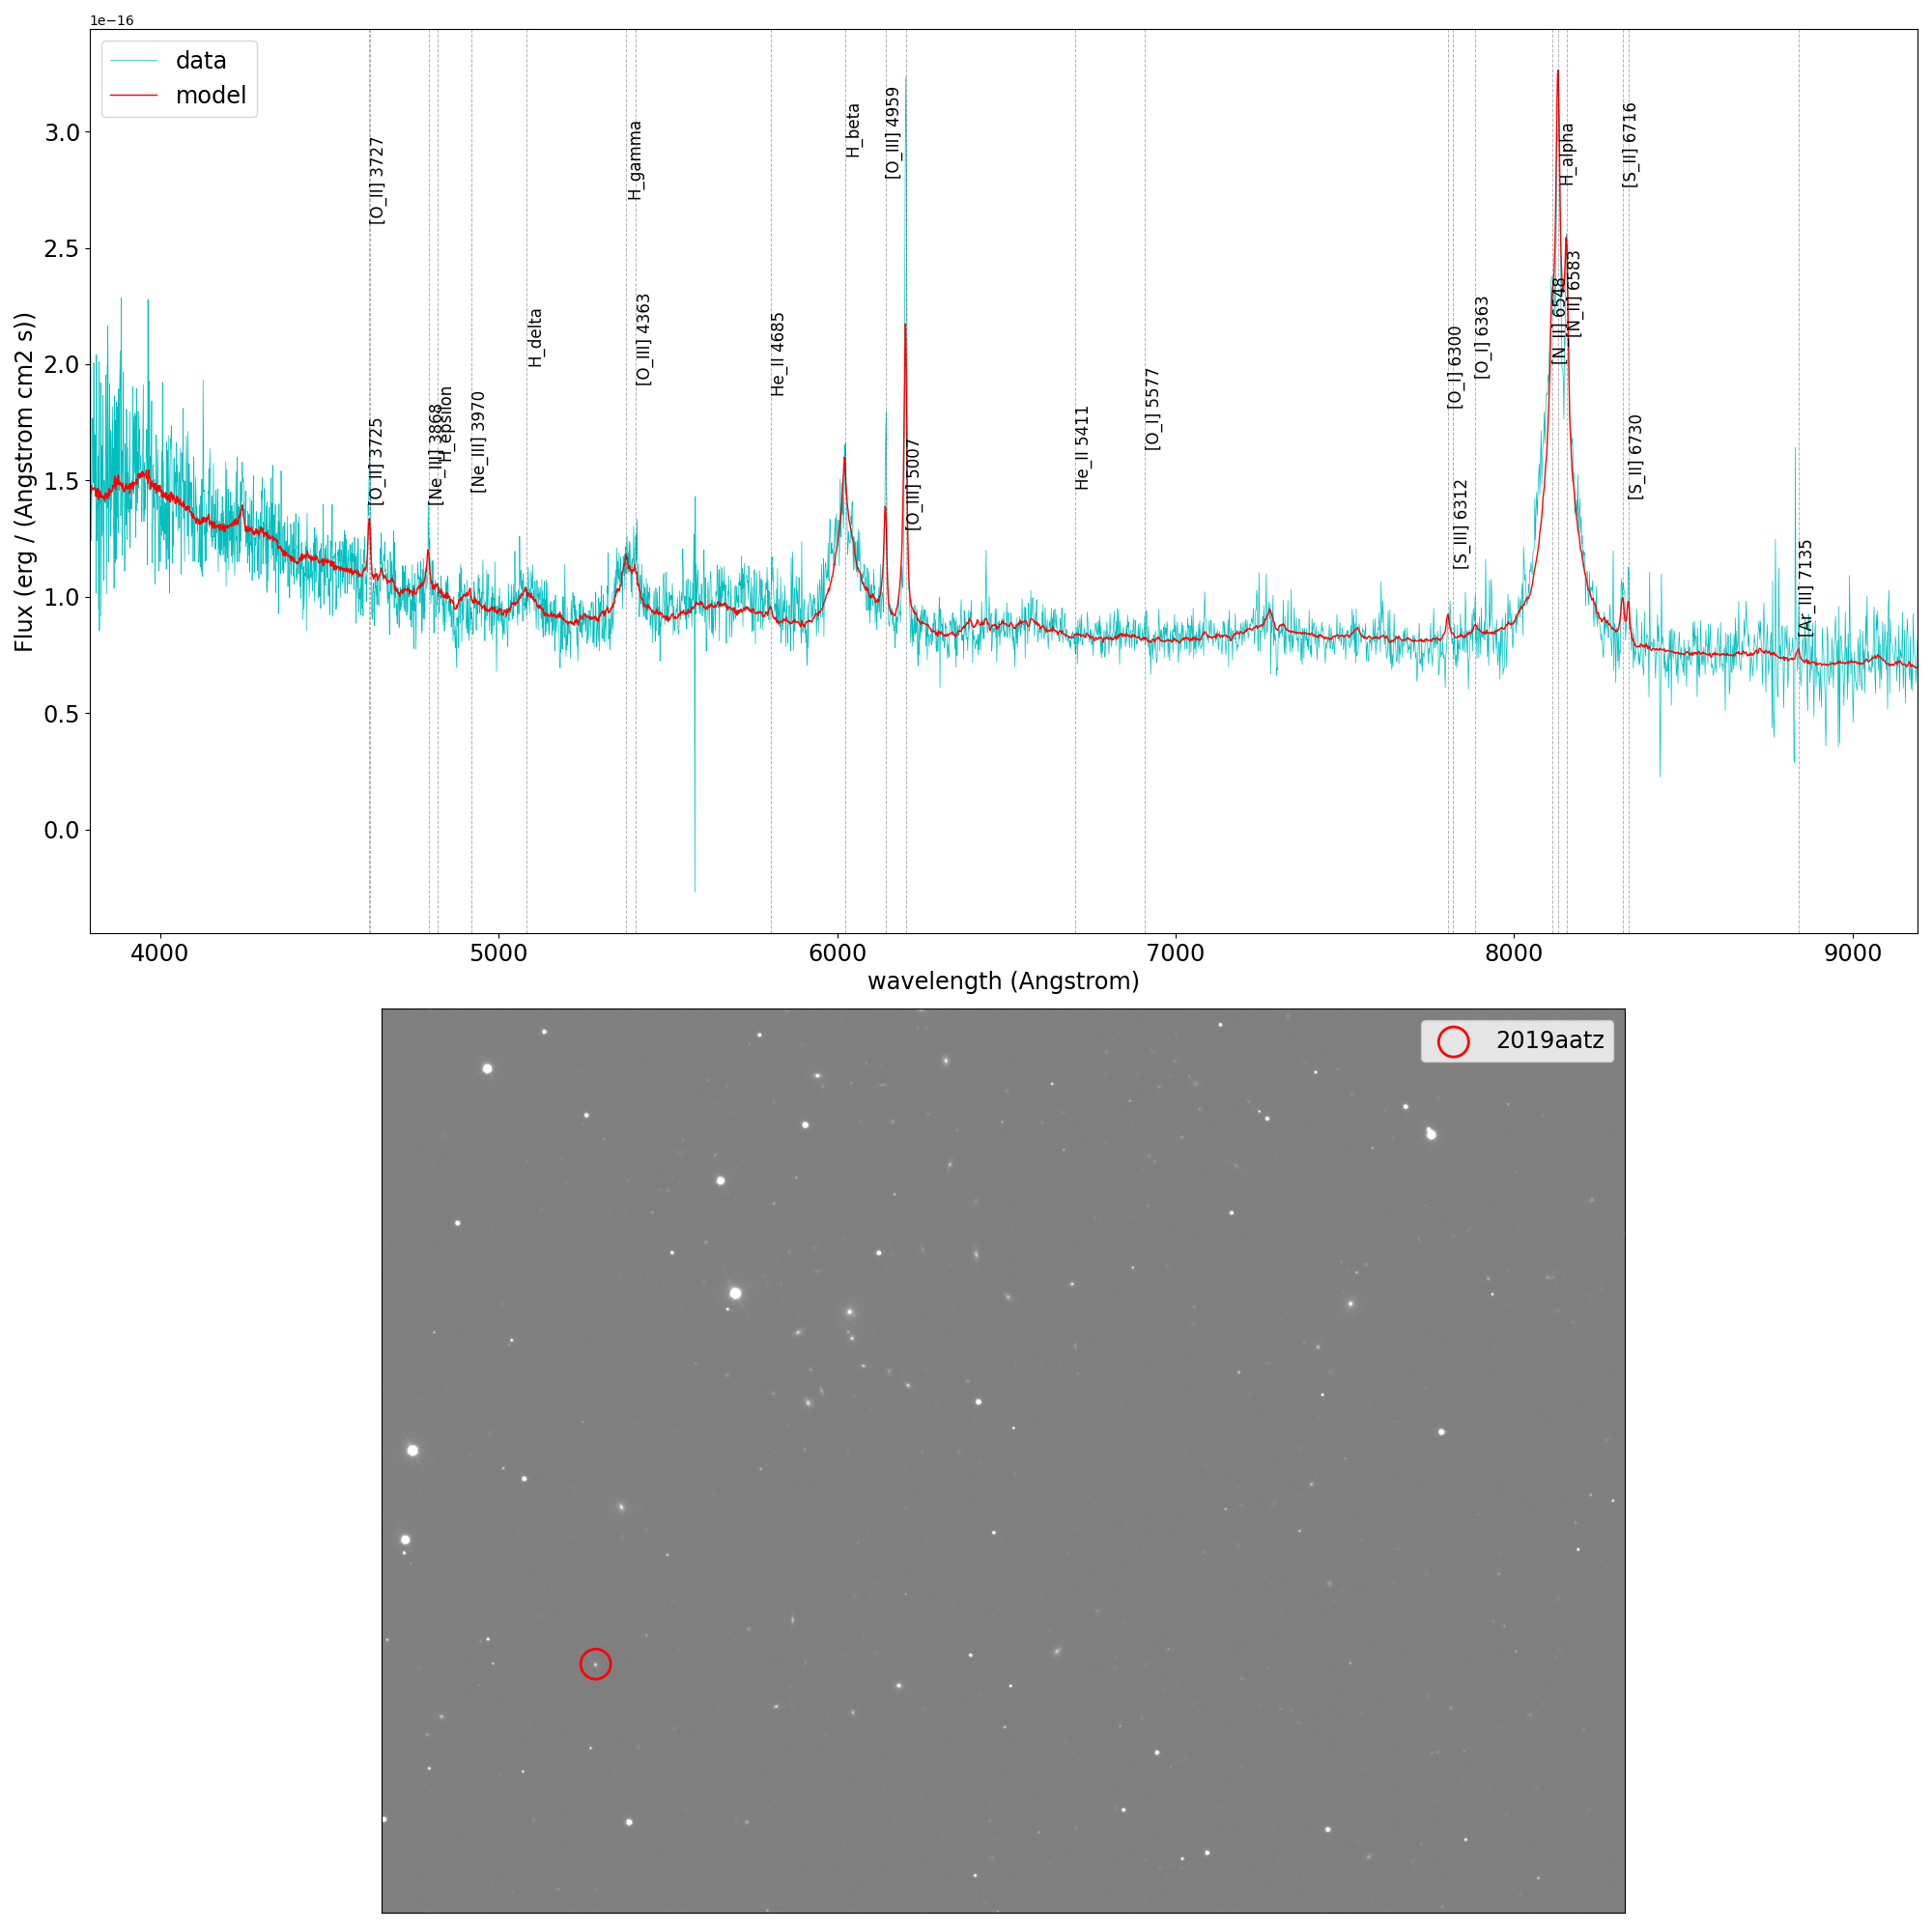 1e−16
data
model
[O_II] 3727
[O_II] 3725
[Ne_III] 3868
H_epsilon
[Ne_III] 3970
H_delta
H_gamma
[O_III] 4363
He_II 4685
H_beta
[O_III] 4959
[O_III] 5007
He_II 5411
[O_I] 5577
[O_I] 6300
[S_III] 6312
[O_I] 6363
[N_II] 6548
H_alpha
[N_II] 6583
[S_II] 6716
[S_II] 6730
[Ar_III] 7135
Flux (erg / (Angstrom cm2 s))
3.0
2.5
2.0
1.5
1.0
0.5
0.0
4000 5000 6000 7000 8000 9000
wavelength (Angstrom)
2019aatz